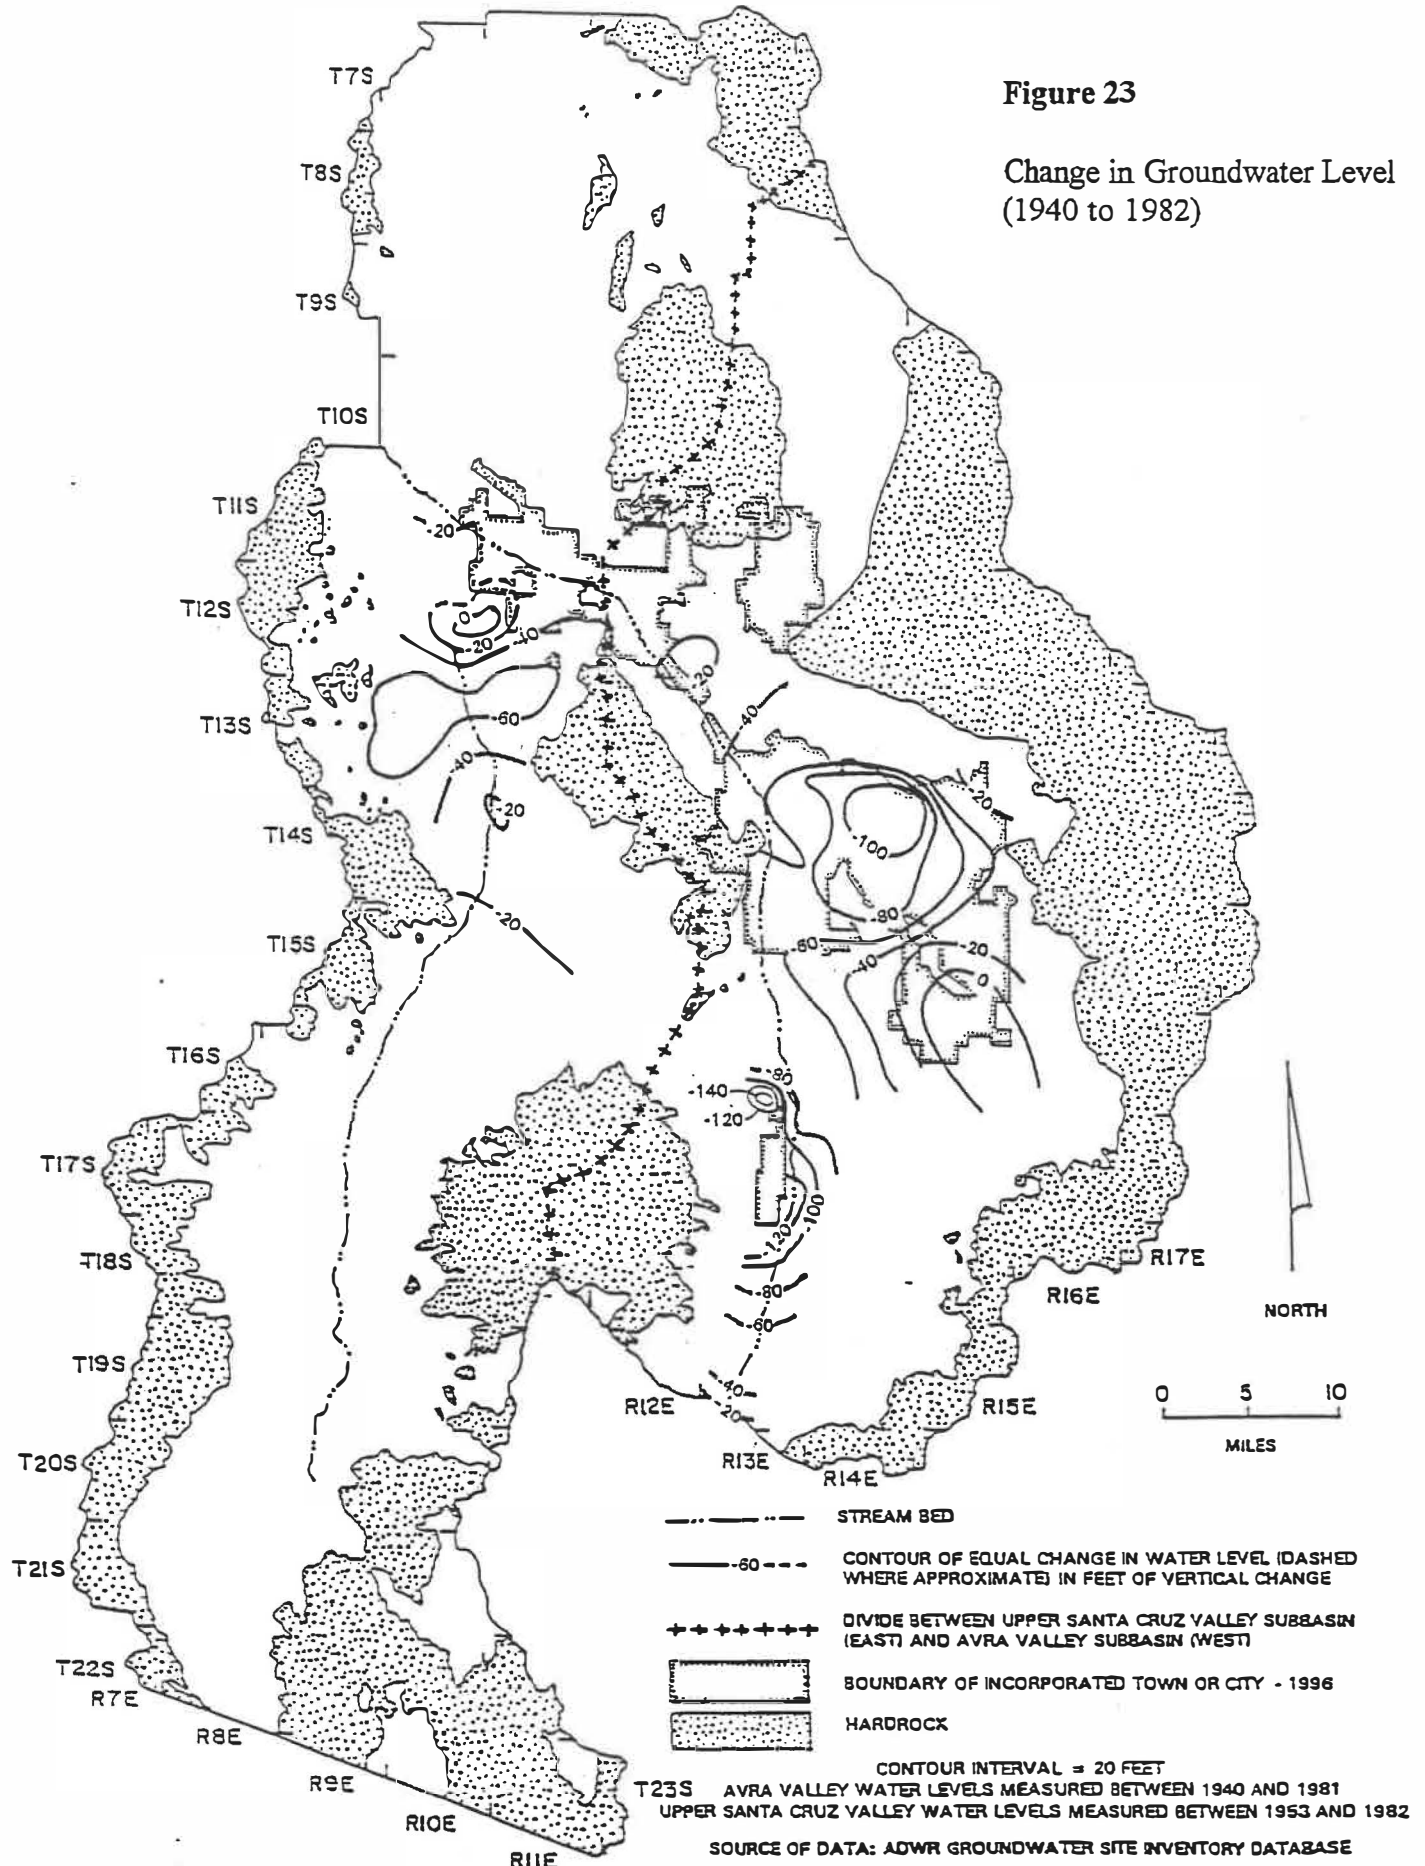 Figure 23
Change in Groundwater Level
(1940 to 1982)
T7S
T8S
T9S
T10S
T11S
T12S
T13S
T14S
T15S
T16S
T17S
T18S
T19S
T20S
T21S
T22S
R7E
R8E
R9E
R10E
R11E
T23S
R12E
R13E
R14E
R15E
R16E
R17E
-20
0
-20
-40
-60
-40
-20
-20
20
-40
-20
-100
-80
-60
-40
-20
0
-80
-140
-120
100
-120
-80
-60
-40
-20
NORTH
0 5 10
MILES
STREAM BED
-60
CONTOUR OF EQUAL CHANGE IN WATER LEVEL (DASHED
WHERE APPROXIMATE) IN FEET OF VERTICAL CHANGE
DIVIDE BETWEEN UPPER SANTA CRUZ VALLEY SUBBASIN
(EAST) AND AVRA VALLEY SUBBASIN (WEST)
BOUNDARY OF INCORPORATED TOWN OR CITY - 1996
HARDROCK
CONTOUR INTERVAL = 20 FEET
AVRA VALLEY WATER LEVELS MEASURED BETWEEN 1940 AND 1981
UPPER SANTA CRUZ VALLEY WATER LEVELS MEASURED BETWEEN 1953 AND 1982
SOURCE OF DATA: ADWR GROUNDWATER SITE INVENTORY DATABASE